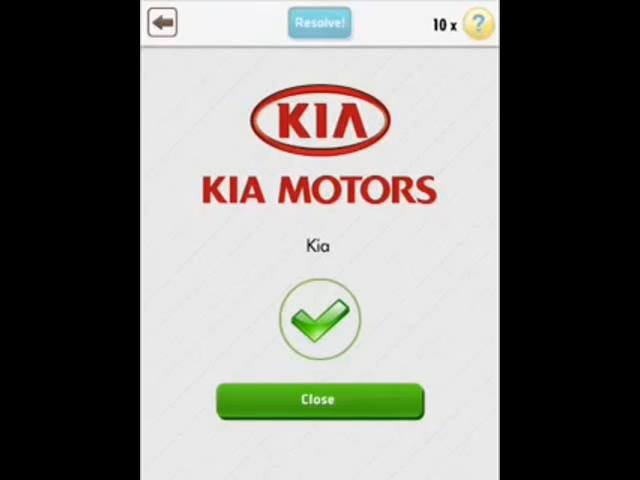 Resolve!
10 x ?
KIA
KIA MOTORS
Kia
Close